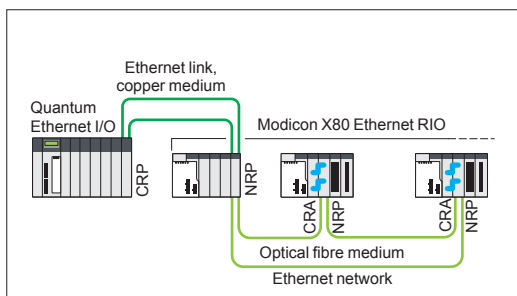 Ethernet link,
copper medium
Quantum
Ethernet I/O
Modicon X80 Ethernet RIO
CRP
NRP
CRA
NRP
CRA
NRP
Optical fibre medium
Ethernet network